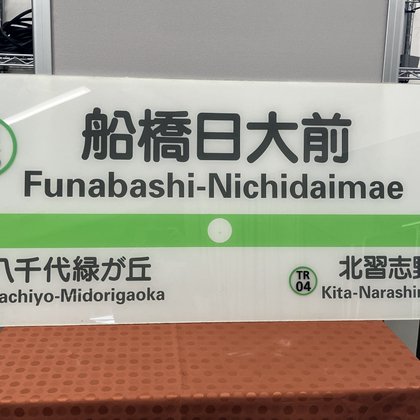 船橋日大前
Funabashi-Nichidaimae
八千代緑が丘
achiyo-Midorigaoka
TR
04
北習志野
Kita-Narashin